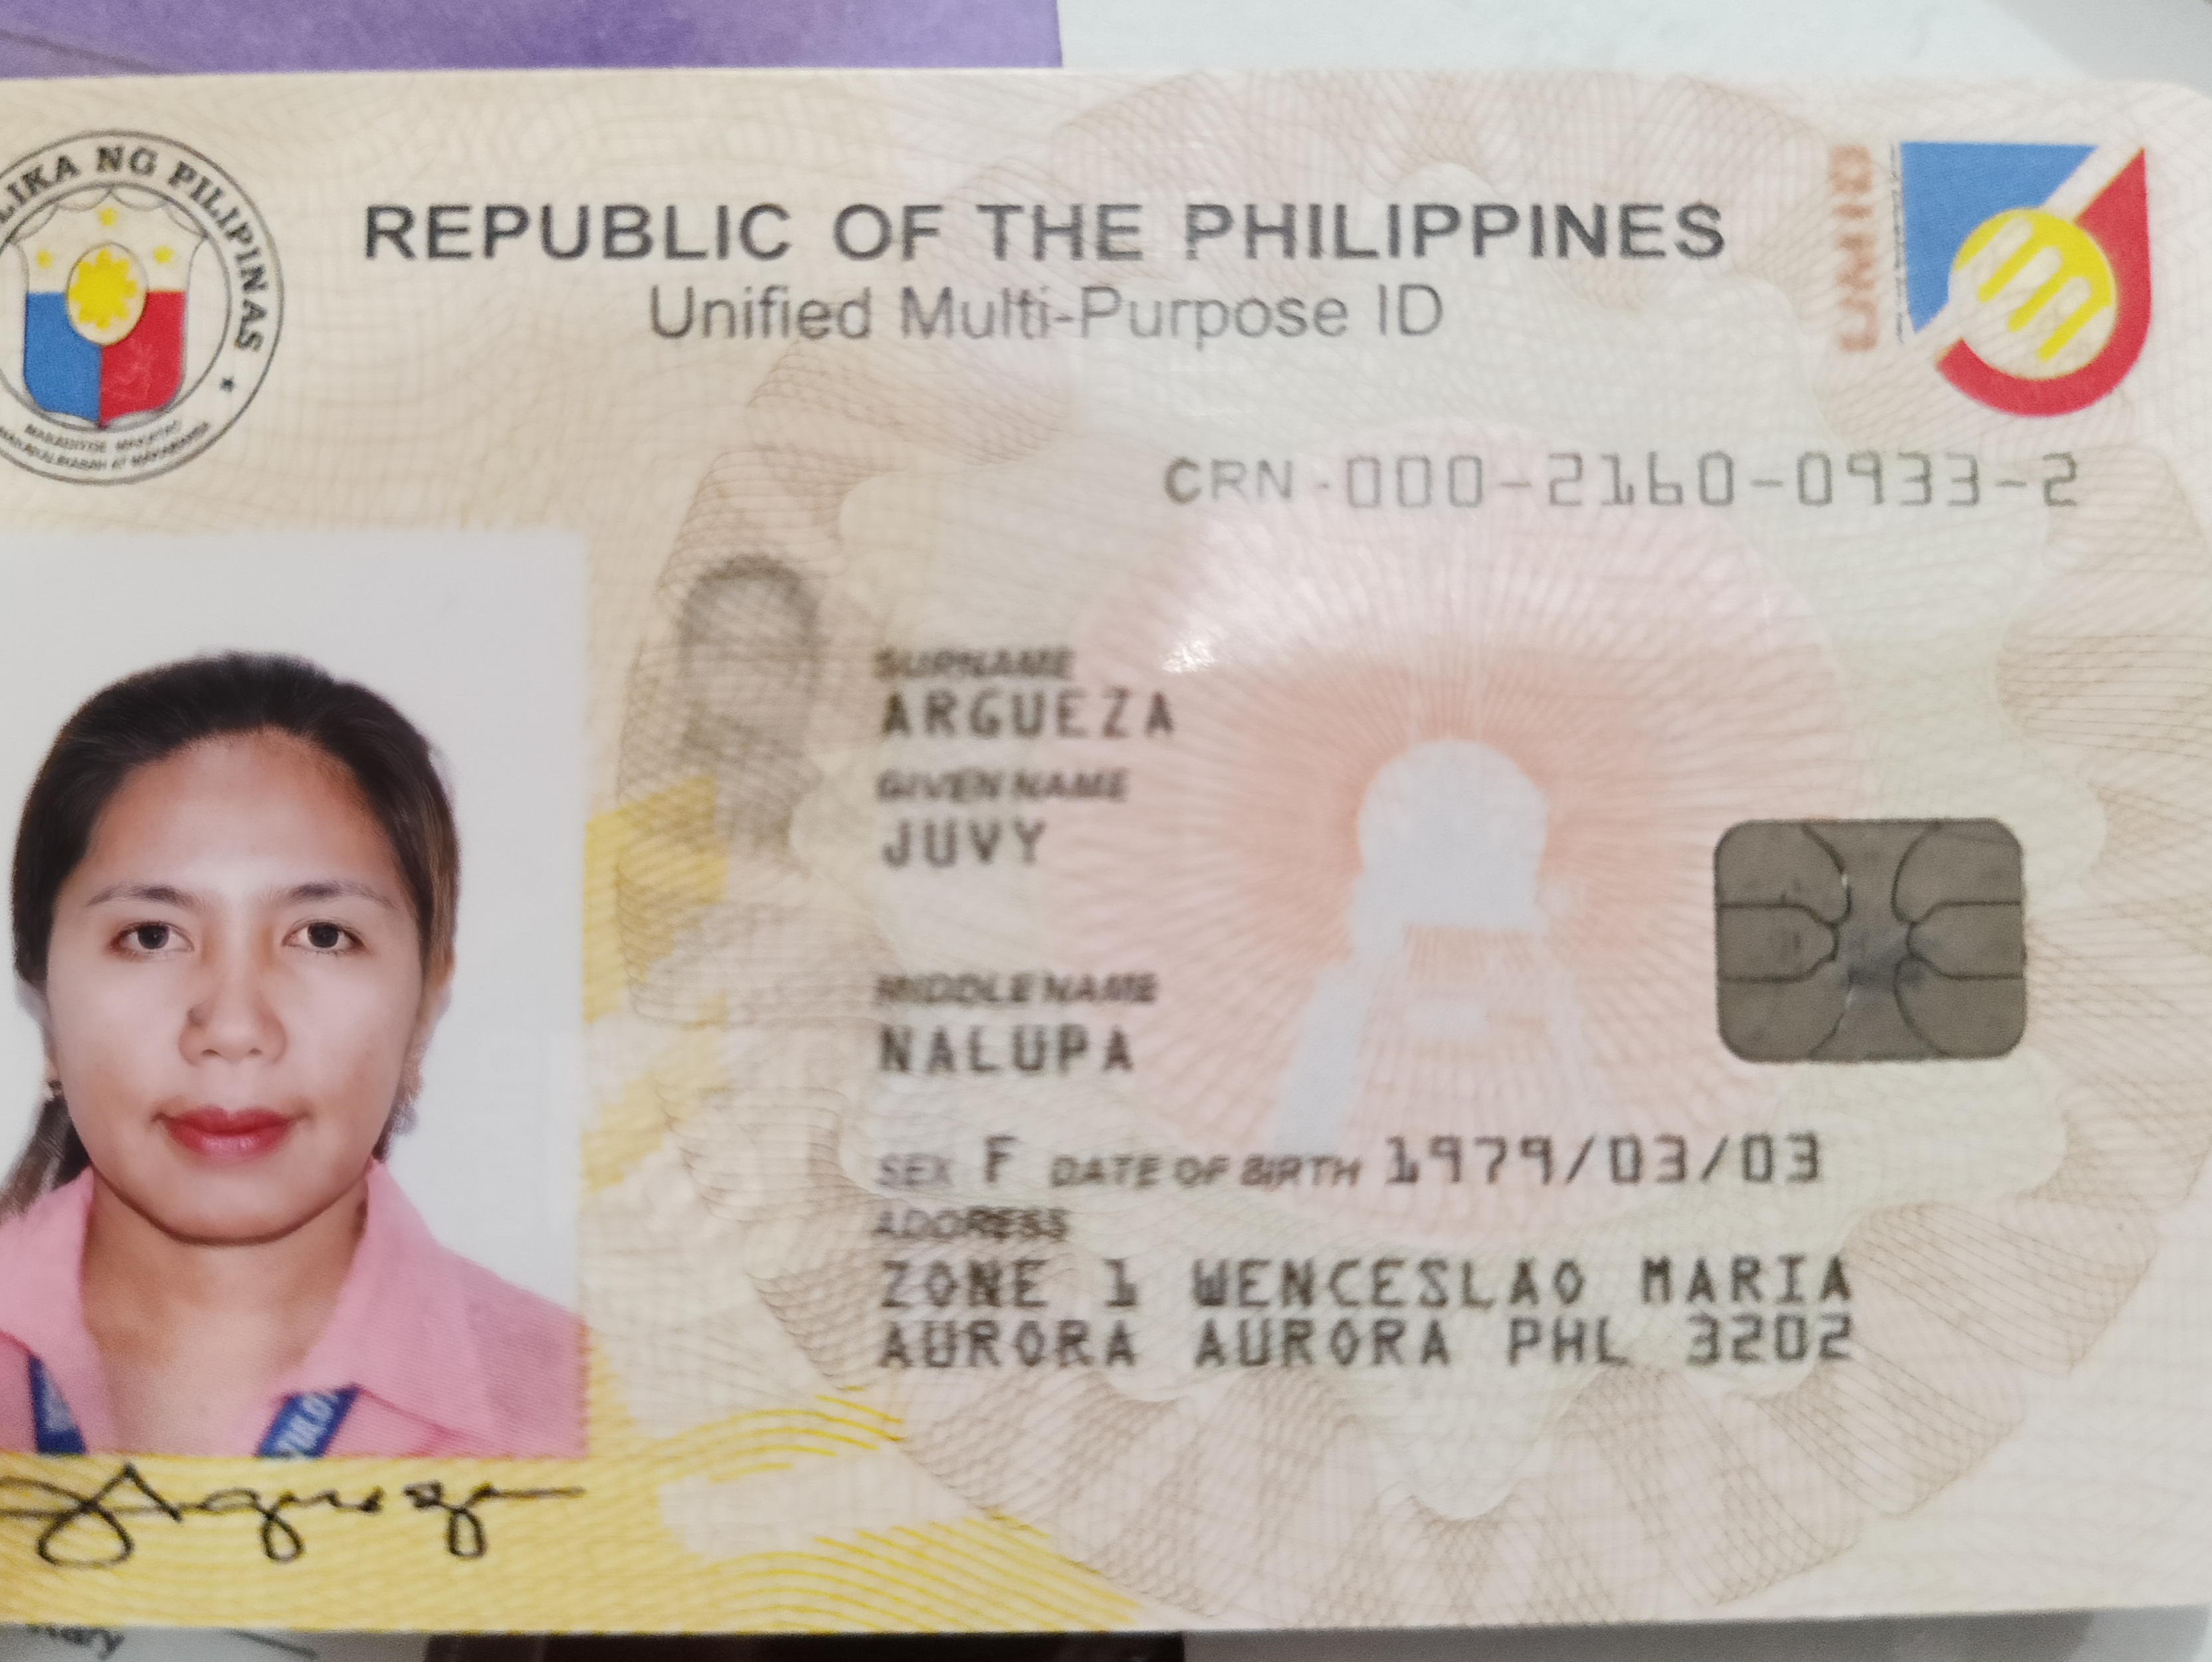 LIKA NG PILIPINAS
REPUBLIC OF THE PHILIPPINES
Unified Multi-Purpose ID
CRN-000-2160-0933-2
SURNAME
ARGUEZA
GIVEN NAME
JUVY
MIDDLE NAME
NALUPA
SEX F DATE OF BIRTH 1979/03/03
ADDRESS
ZONE 1 WENCESLAO MARIA
AURORA AURORA PHL 3202